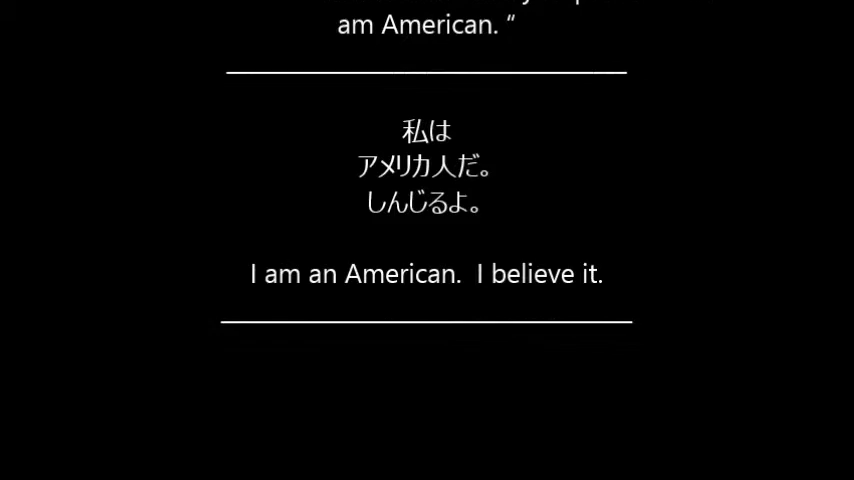 am American. “
私は
アメリカ人だ。
しんじるよ。
I am an American.  I believe it.